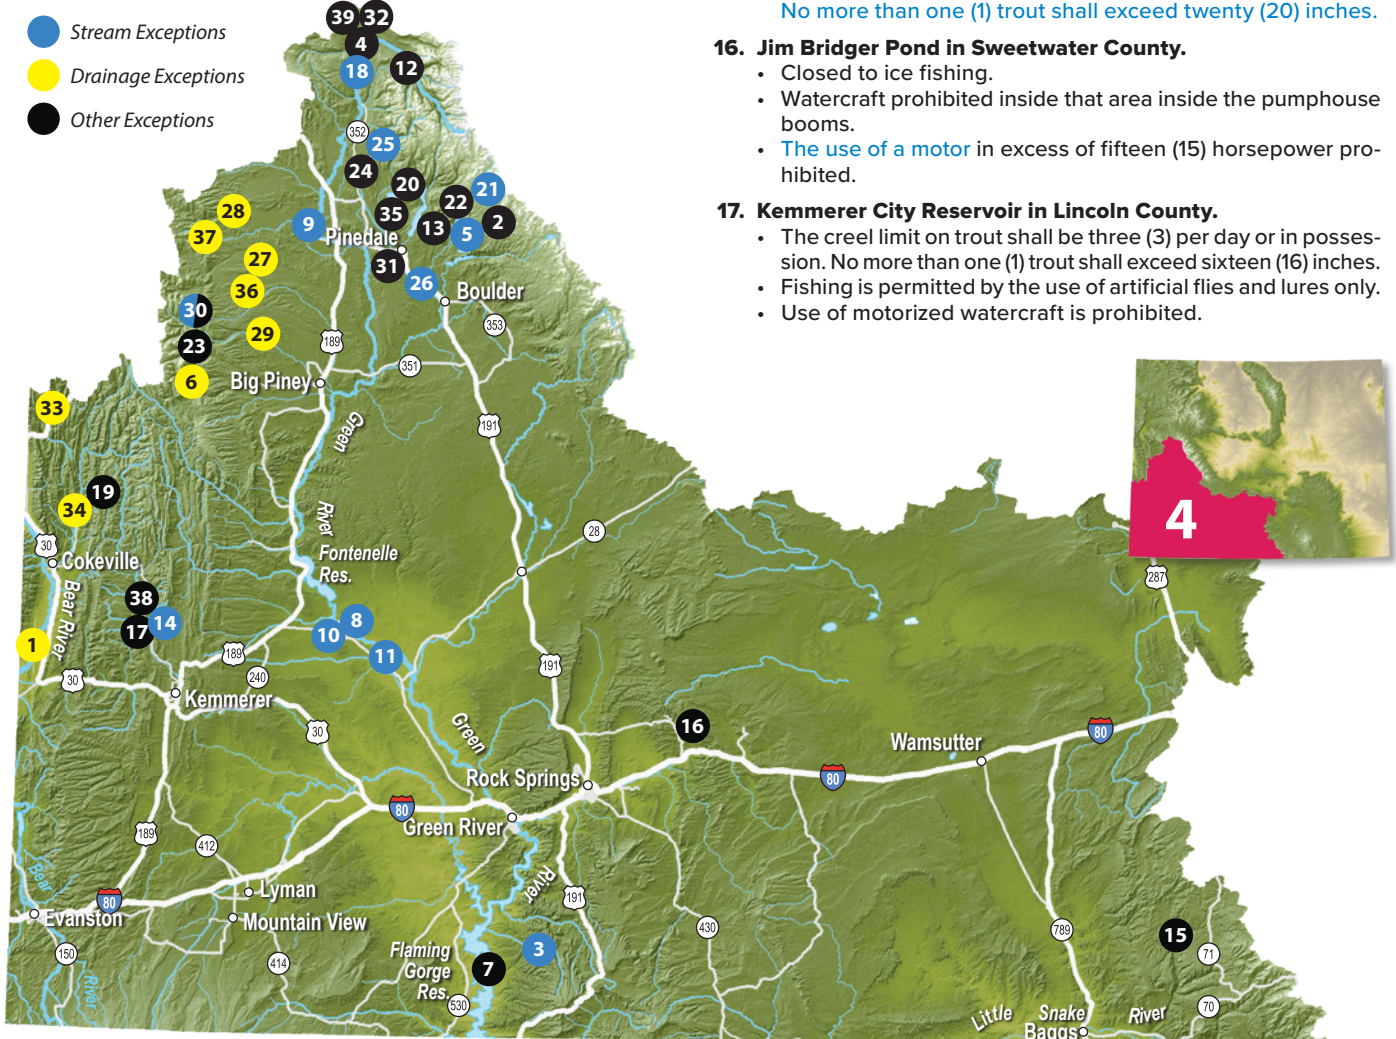 Stream Exceptions
Drainage Exceptions
Other Exceptions
No more than one (1) trout shall exceed twenty (20) inches.
16. Jim Bridger Pond in Sweetwater County.
• Closed to ice fishing.
• Watercraft prohibited inside that area inside the pumphouse
booms.
• The use of a motor in excess of fifteen (15) horsepower pro-
hibited.
17. Kemmerer City Reservoir in Lincoln County.
• The creel limit on trout shall be three (3) per day or in posses-
sion. No more than one (1) trout shall exceed sixteen (16) inches.
• Fishing is permitted by the use of artificial flies and lures only.
• Use of motorized watercraft is prohibited.
39
32
4
18
12
352
25
24
20
21
28
35
22
9
13
5
2
37
Pinedale
27
31
26
36
Boulder
30
353
29
189
23
351
6
Big Piney
33
Green
191
19
34
River
28
30
Fontenelle
Res.
Cokeville
4
287
Bear River
38
14
17
8
10
1
11
189
191
30
240
Kemmerer
16
30
Green
80
Wamsutter
Rock Springs
80
80
Green River
189
412
Bear
River
80
Lyman
191
Evanston
Mountain View
430
789
15
150
414
Flaming
Gorge
Res.
3
7
71
River
530
70
Little
Snake
River
Baggs